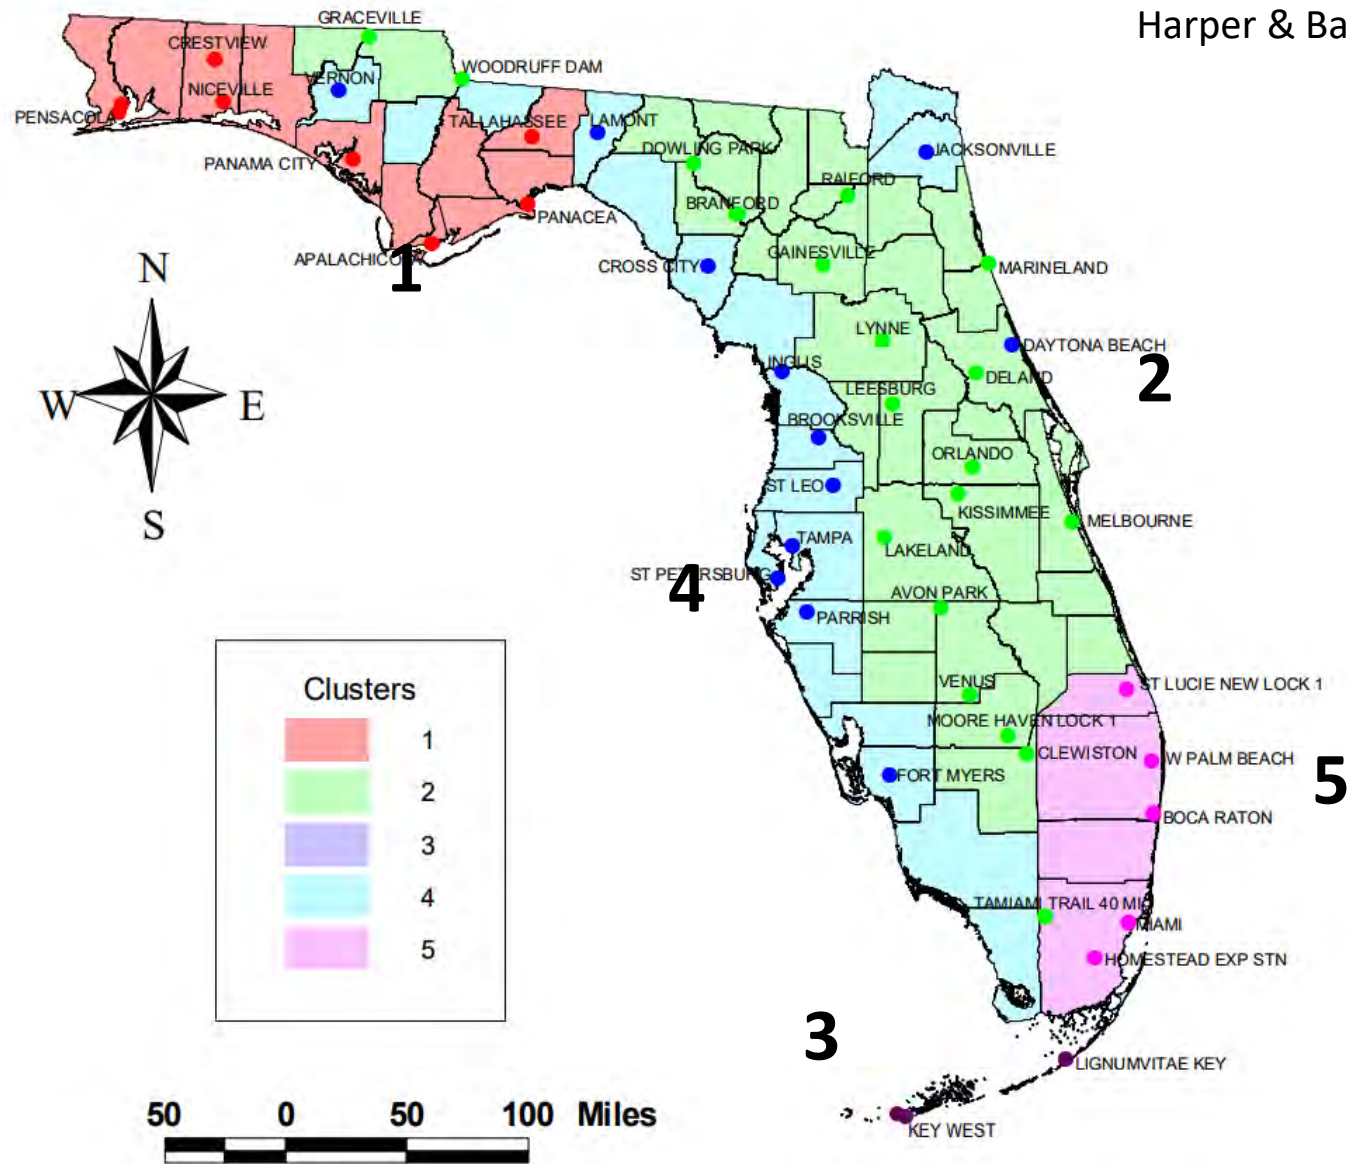 Harper & Ba
GRACEVILLE
CRESTVIEW
WOODRUFF DAM
VERNON
NICEVILLE
PENSACOLA
TALLAHASSEE
LAMONT
DOWLING PARK
JACKSONVILLE
PANAMA CITY
RAIFORD
BRANFORD
PANACEA
APALACHICO
1
GAINESVILLE
CROSS CITY
MARINELAND
N
LYNNE
DAYTONA BEACH
2
INGLIS
DELAND
LEESBURG
W
E
BROOKSVILLE
ORLANDO
ST LEO
KISSIMMEE
MELBOURNE
S
TAMPA
LAKELAND
ST PETERSBURG
4
AVON PARK
PARRISH
VENUS
ST LUCIE NEW LOCK 1
MOORE HAVEN LOCK 1
CLEWISTON
W PALM BEACH
5
FORT MYERS
BOCA RATON
TAMIAMI TRAIL 40 MI
MIAMI
HOMESTEAD EXP STN
3
LIGNUMVITAE KEY
KEY WEST
Clusters
1
2
3
4
5
50 0 50 100 Miles